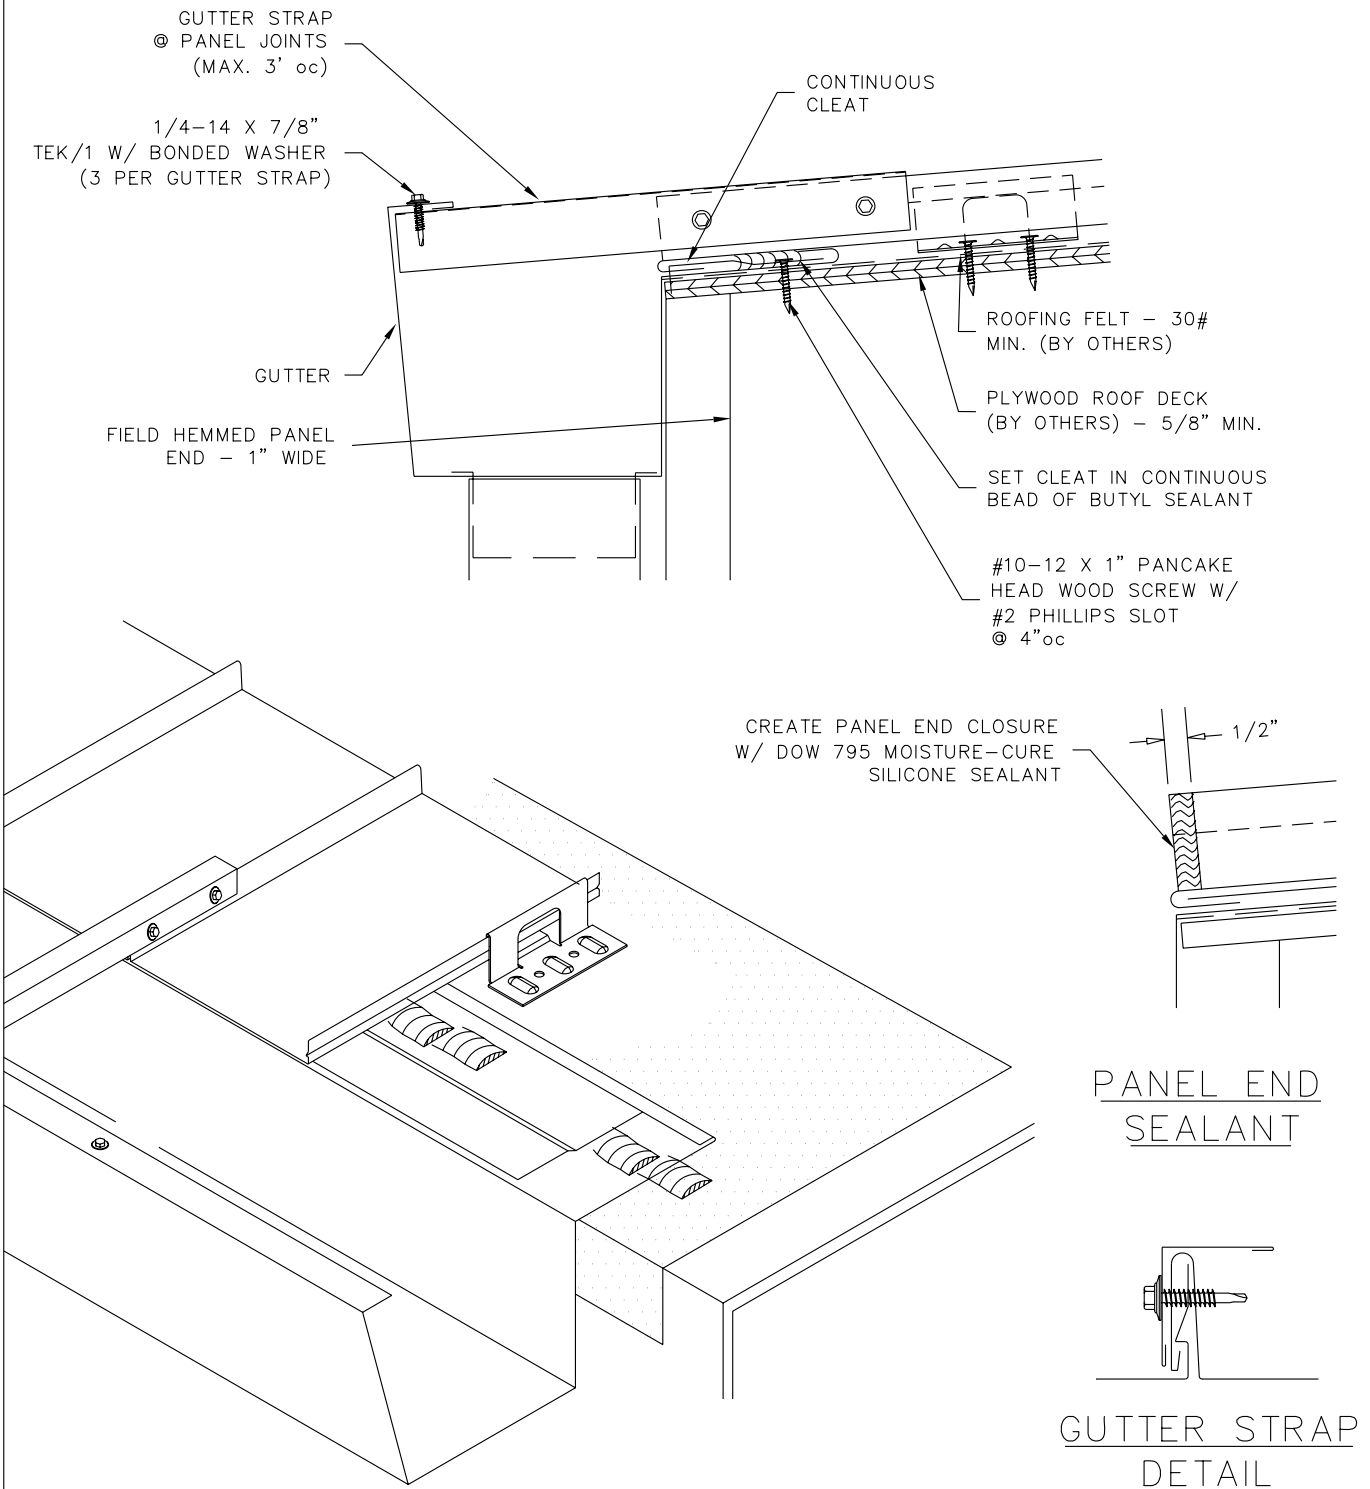 GUTTER STRAP
@ PANEL JOINTS
(MAX. 3' oc)
1/4-14 X 7/8"
TEK/1 W/ BONDED WASHER
(3 PER GUTTER STRAP)
CONTINUOUS
CLEAT
GUTTER
FIELD HEMMED PANEL
END - 1" WIDE
ROOFING FELT - 30#
MIN. (BY OTHERS)
PLYWOOD ROOF DECK
(BY OTHERS) - 5/8" MIN.
SET CLEAT IN CONTINUOUS
BEAD OF BUTYL SEALANT
#10-12 X 1" PANCAKE
HEAD WOOD SCREW W/
#2 PHILLIPS SLOT
@ 4"oc
CREATE PANEL END CLOSURE
W/ DOW 795 MOISTURE-CURE
SILICONE SEALANT
1/2"
PANEL END
SEALANT
GUTTER STRAP
DETAIL